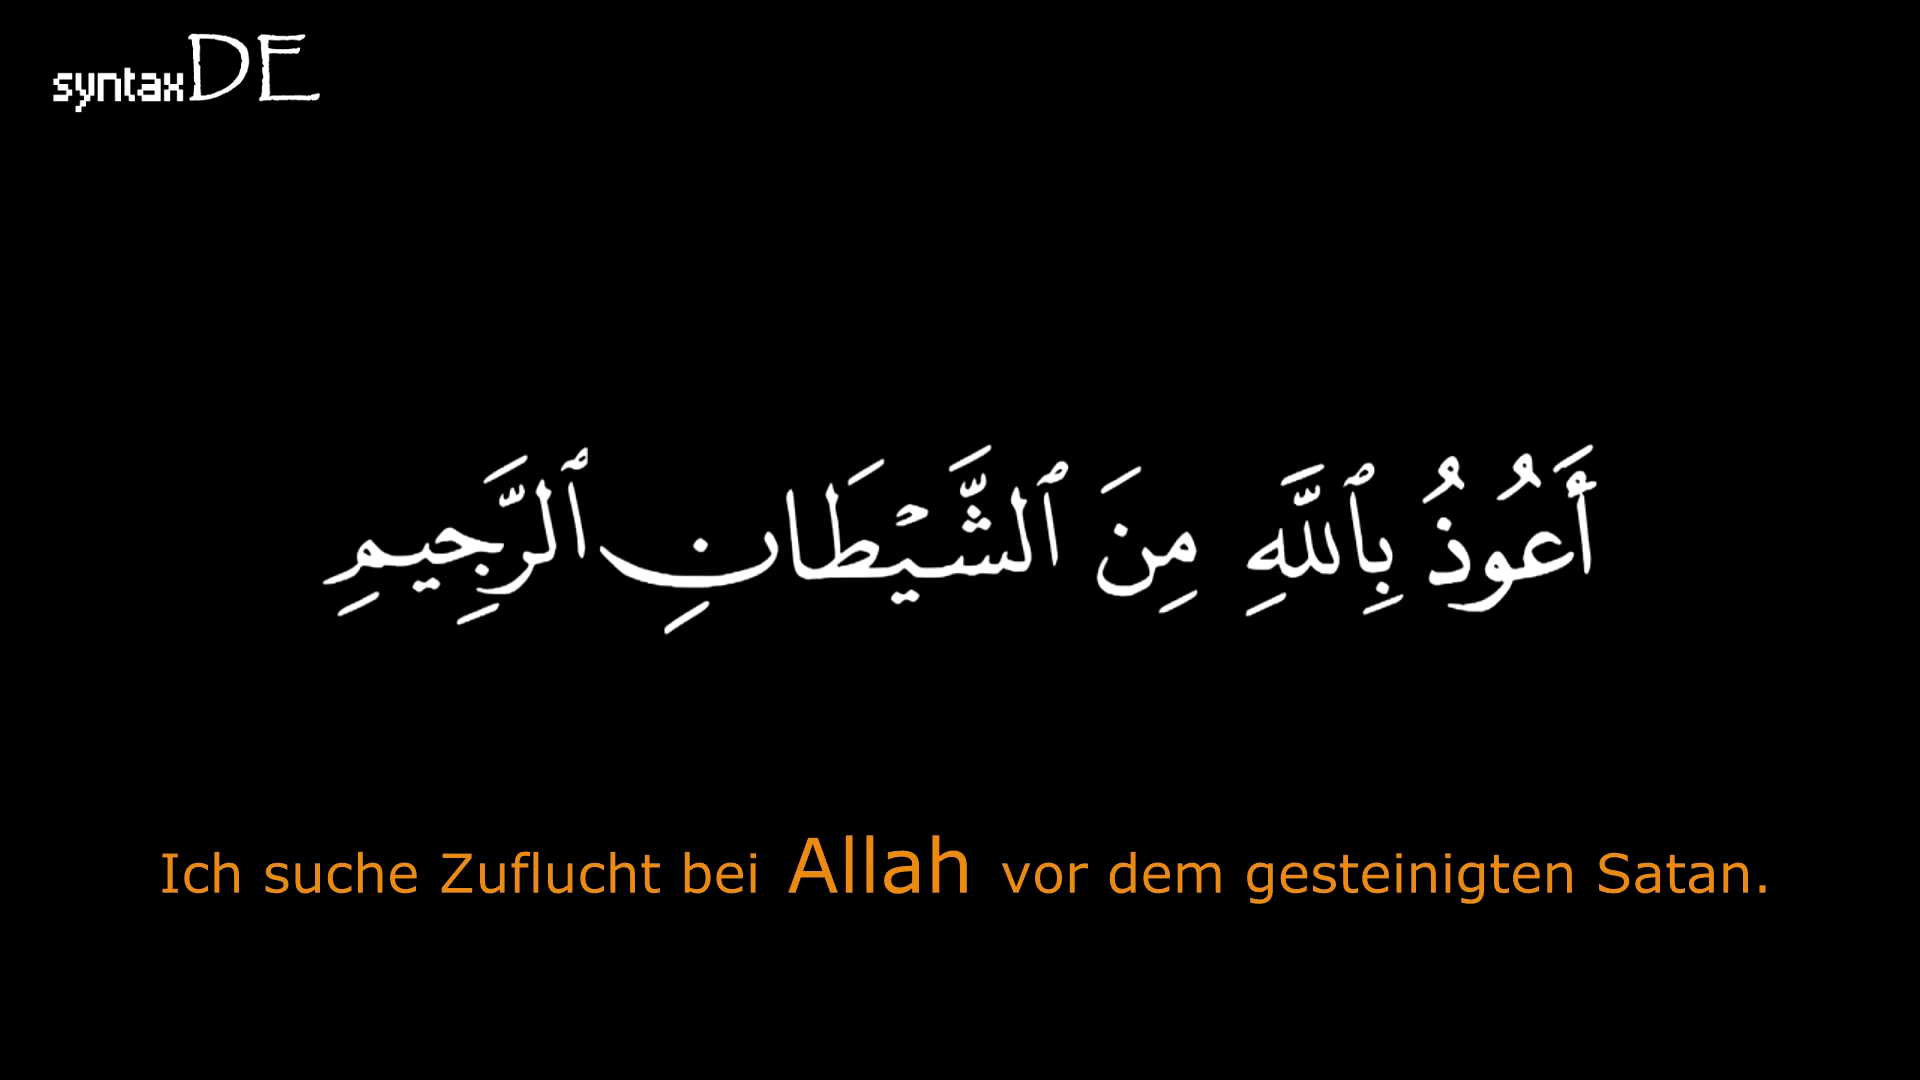 syntaxDE
أَعُوذُ بِٱللَّهِ مِنَ ٱلشَّيْطَانِ ٱلرَّجِيمِ
Ich suche Zuflucht bei Allah vor dem gesteinigten Satan.